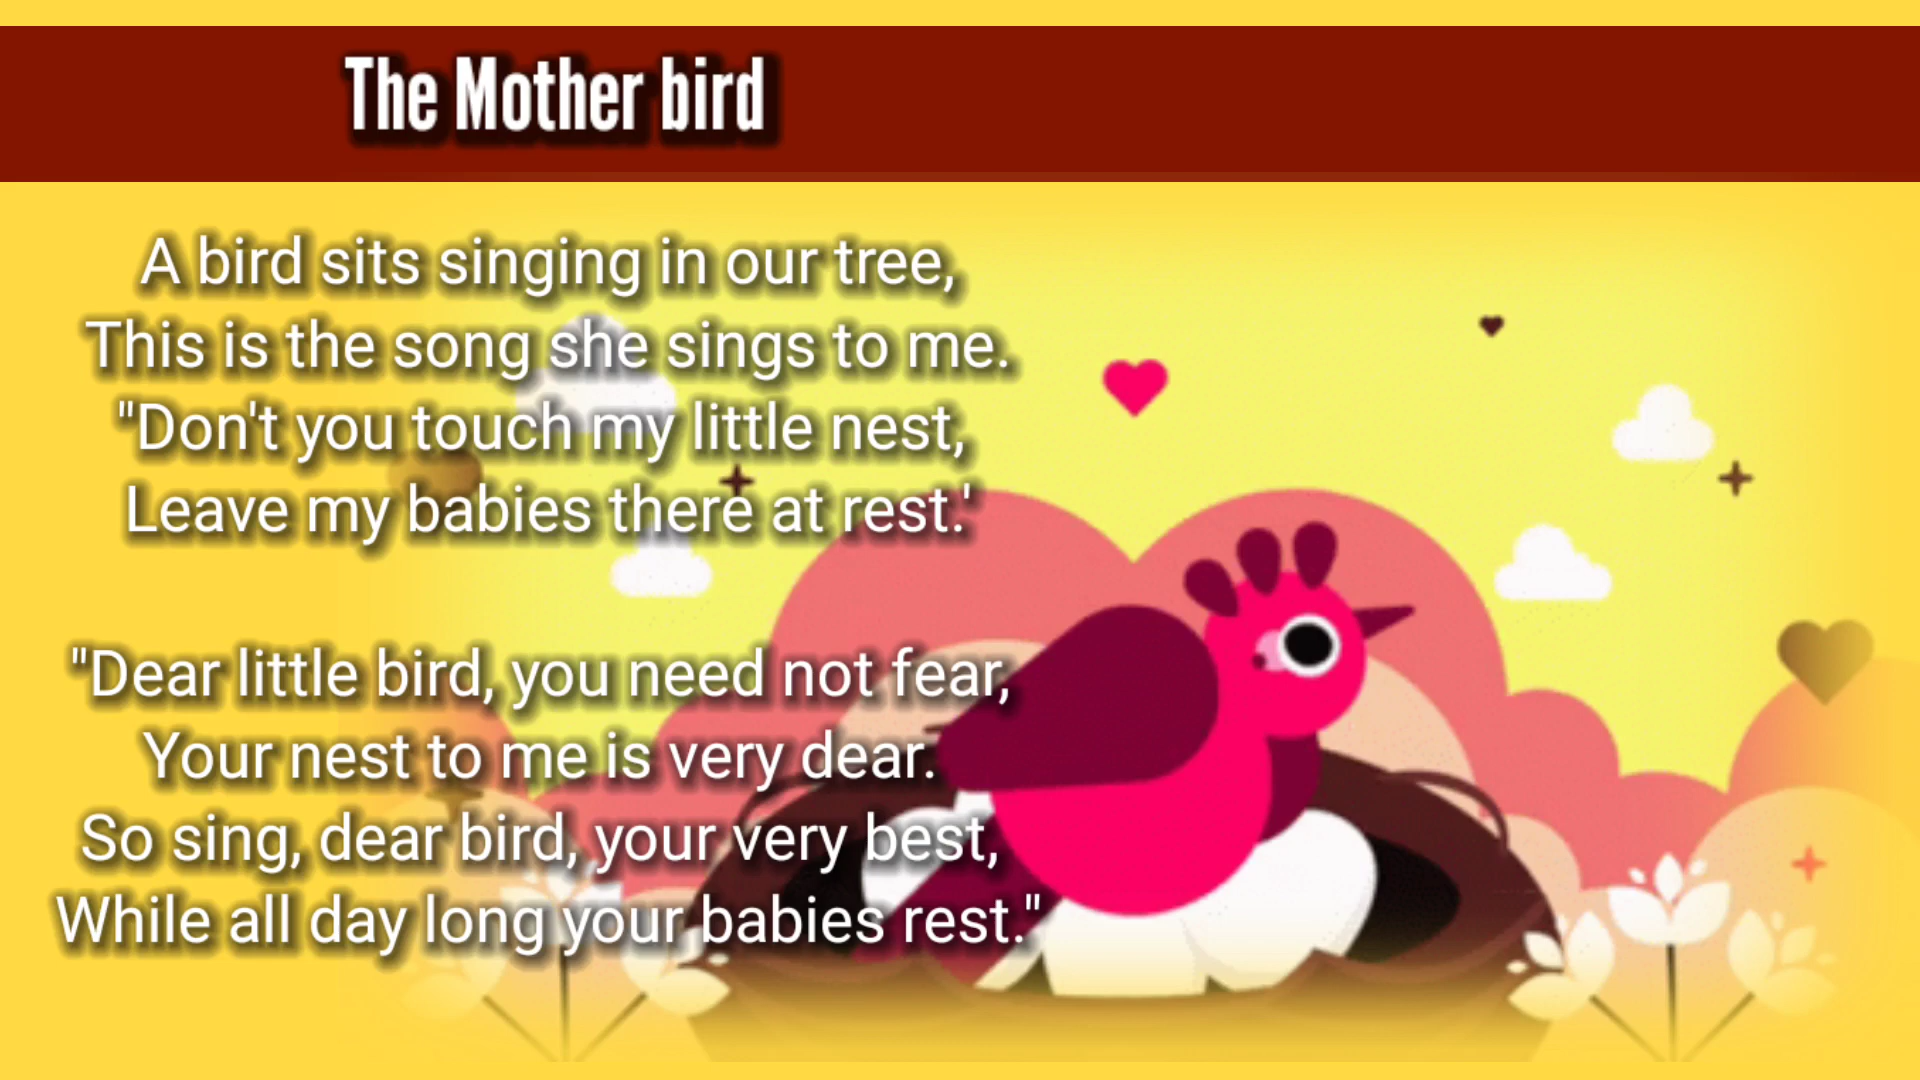 The Mother bird
A bird sits singing in our tree,
This is the song she sings to me.
"Don't you touch my little nest,
Leave my babies there at rest.'
"Dear little bird, you need not fear,
Your nest to me is very dear.
So sing, dear bird, your very best,
While all day long your babies rest."